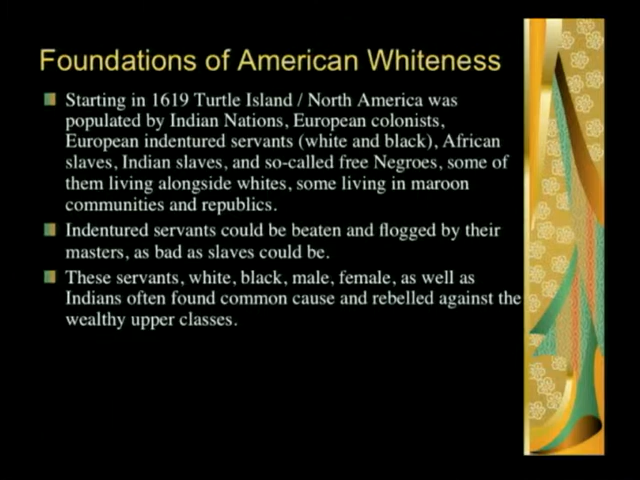 Foundations of American Whiteness
Starting in 1619 Turtle Island / North America was
populated by Indian Nations, European colonists,
European indentured servants (white and black), African
slaves, Indian slaves, and so-called free Negroes, some of
them living alongside whites, some living in maroon
communities and republics.
Indentured servants could be beaten and flogged by their
masters, as bad as slaves could be.
These servants, white, black, male, female, as well as
Indians often found common cause and rebelled against the
wealthy upper classes.